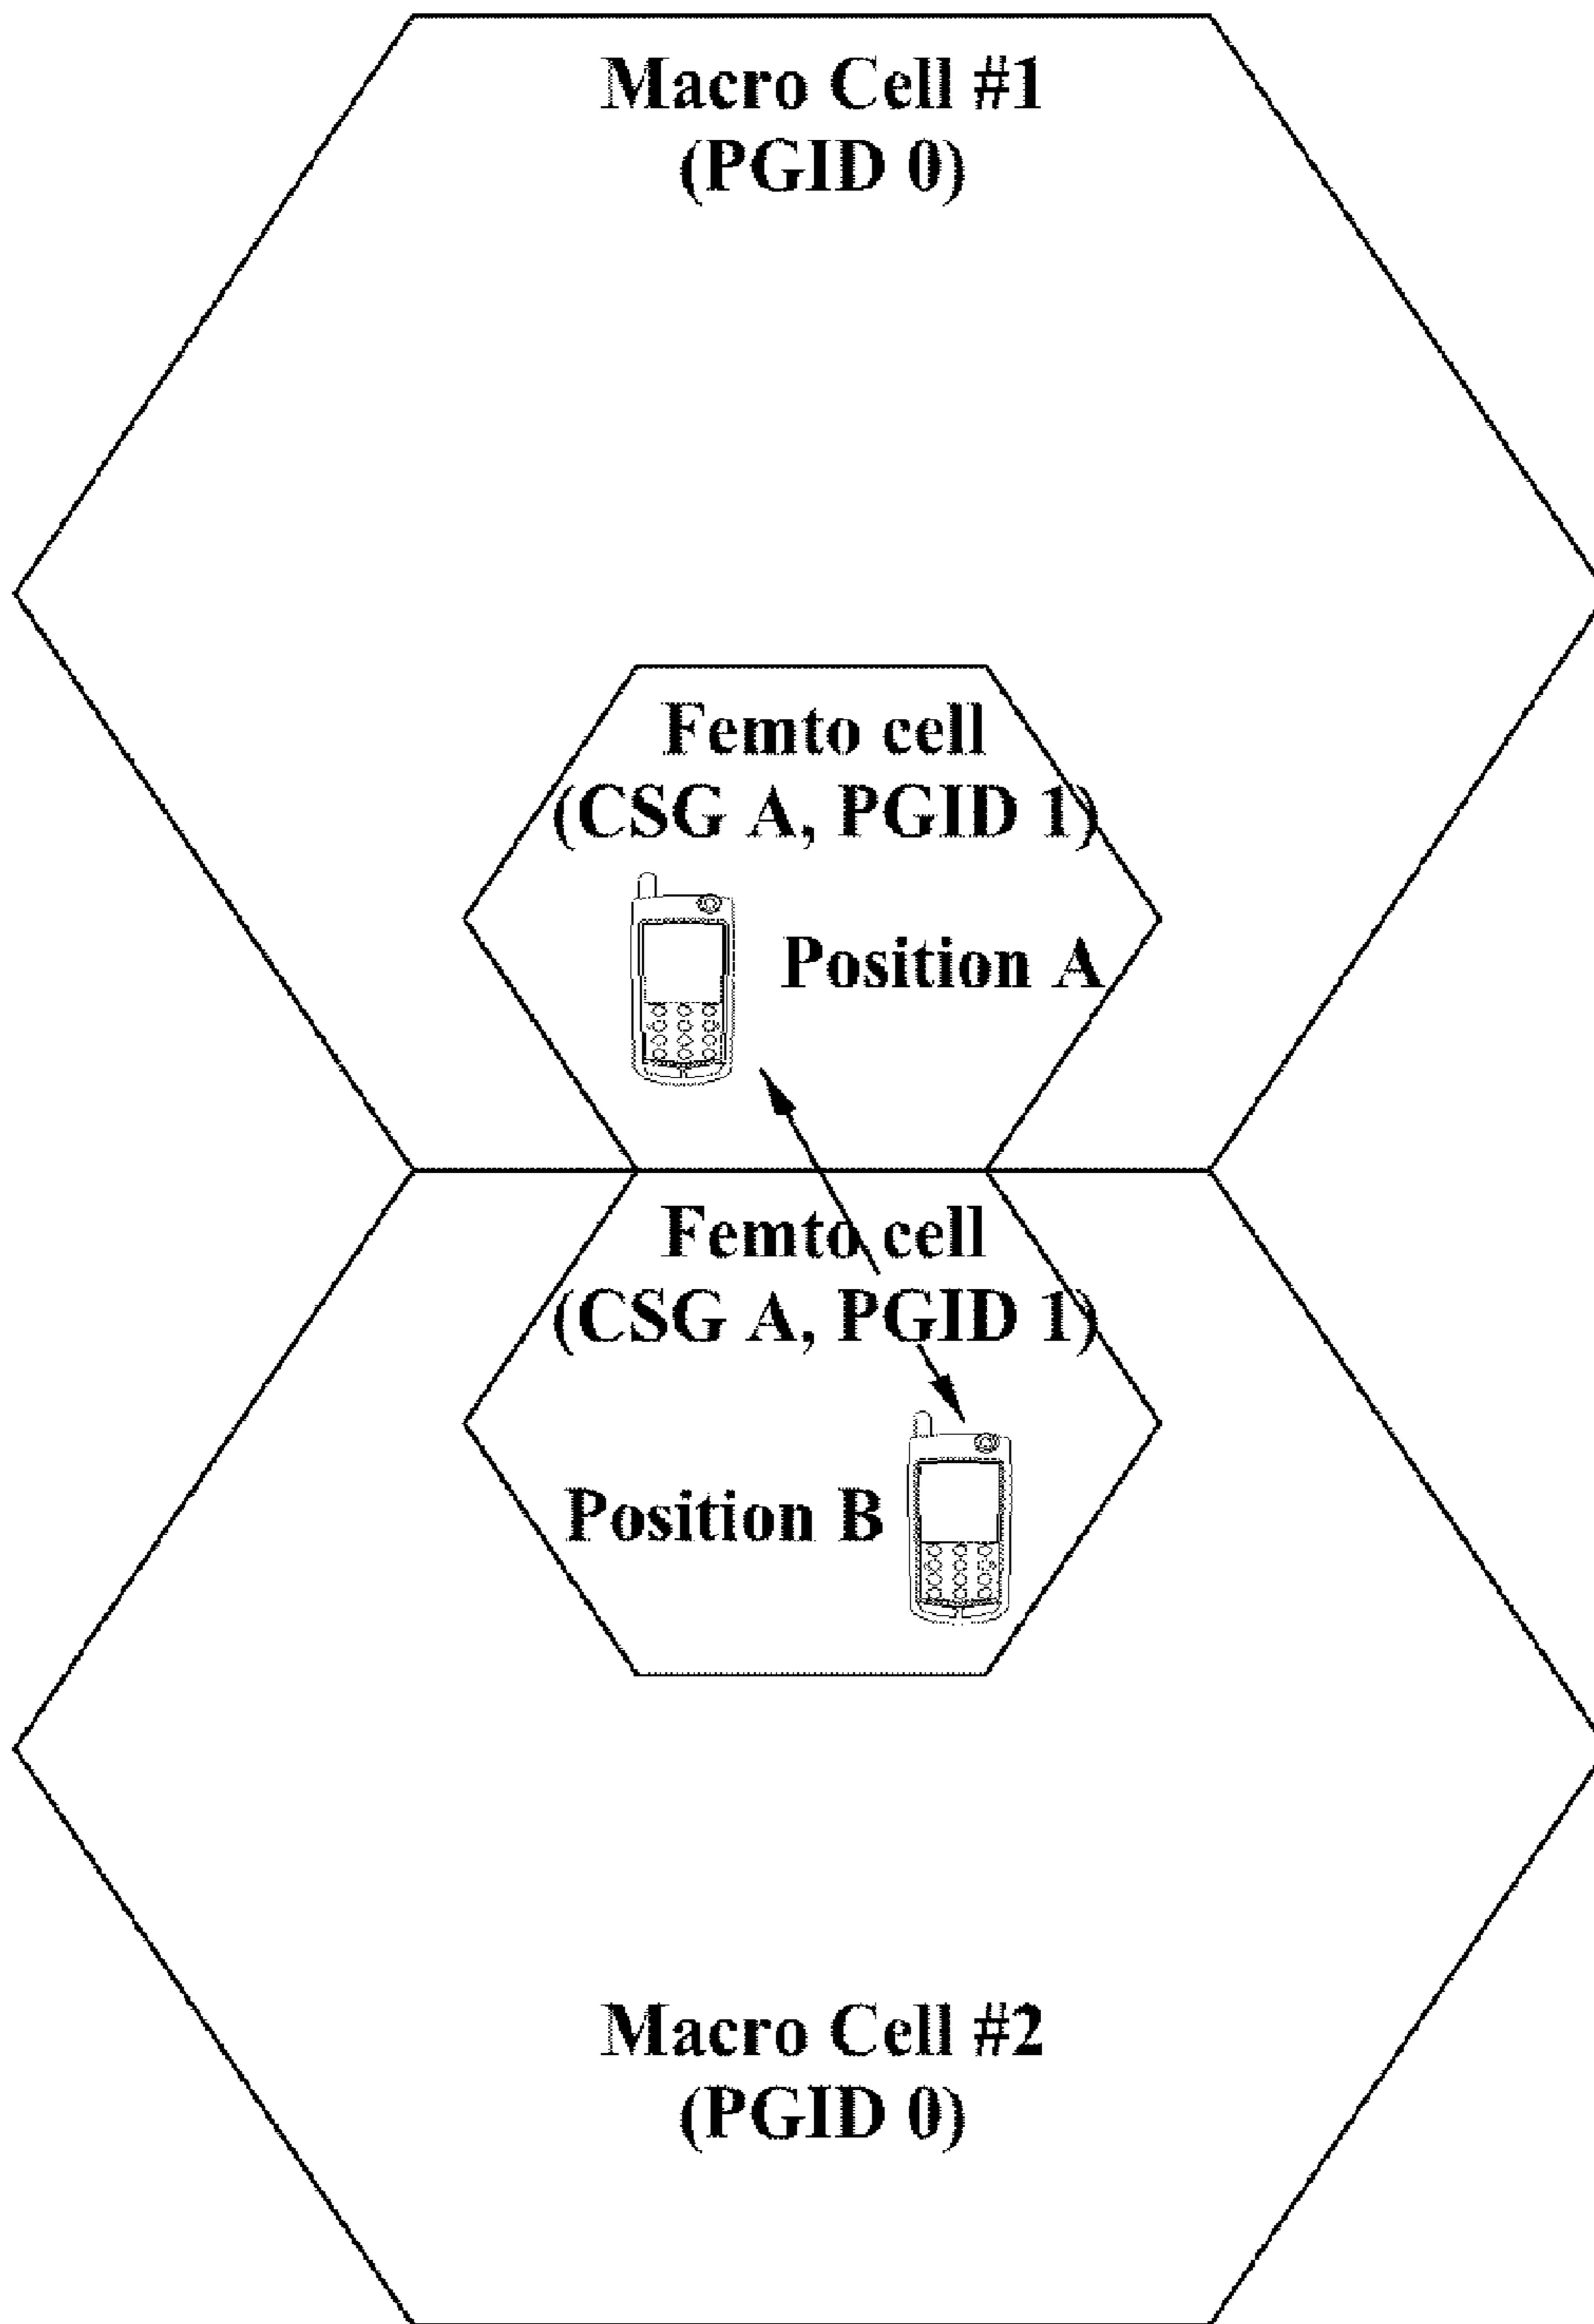 Macro Cell #1
(PGID 0)
Femto cell
(CSG A, PGID 1)
Position A
Femto cell
(CSG A, PGID 1)
Position B
Macro Cell #2
(PGID 0)